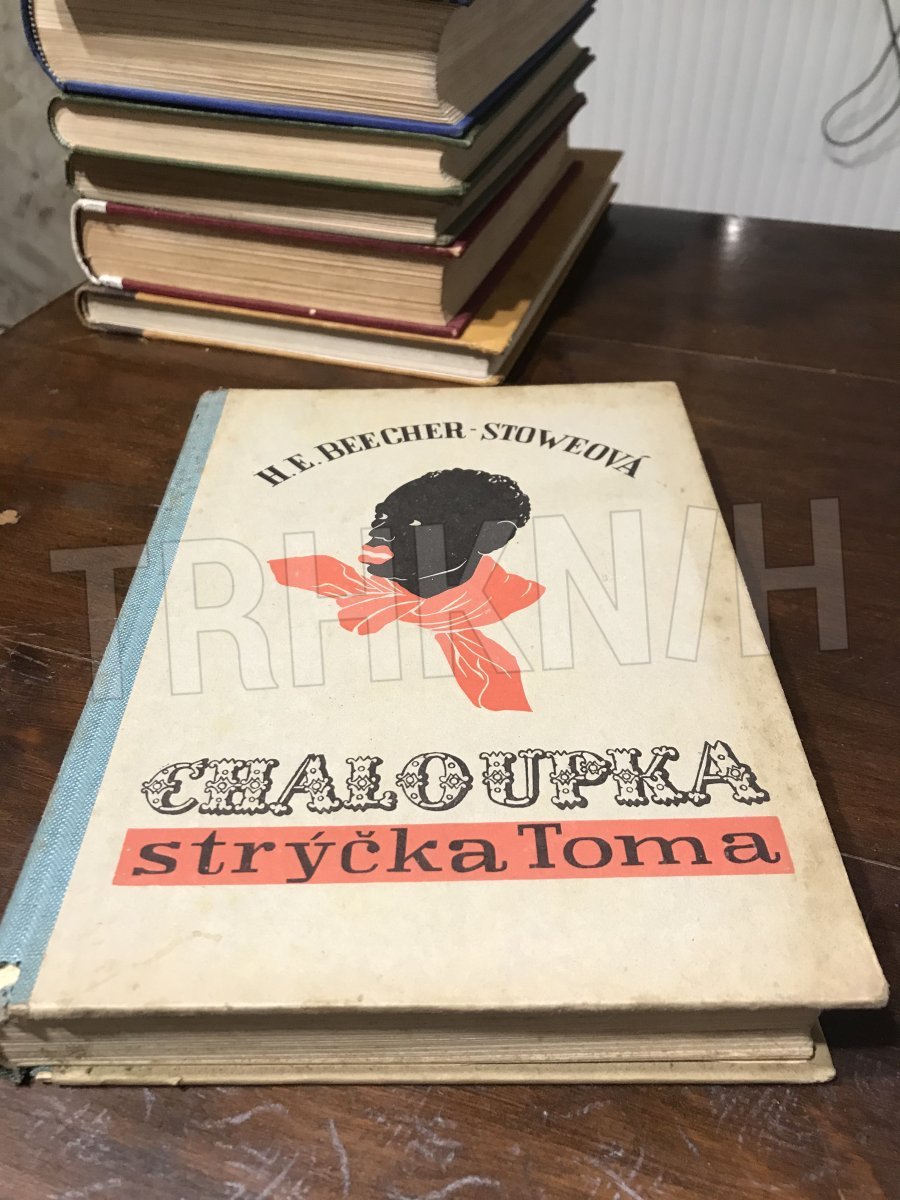 H. E. BEECHER - STOWEOVÁ
TRHKNIH
CHALOUPKA
strýčka Toma